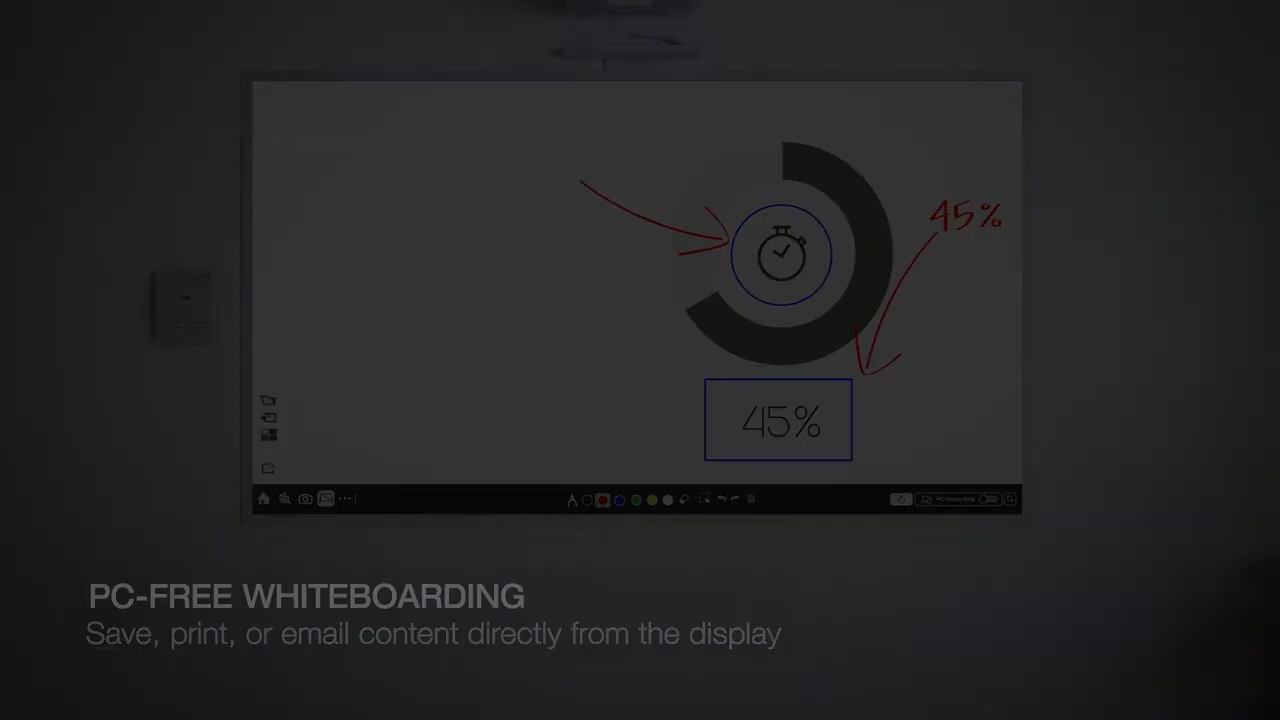 45%
45%
PC-FREE WHITEBOARDING
Save, print, or email content directly from the display